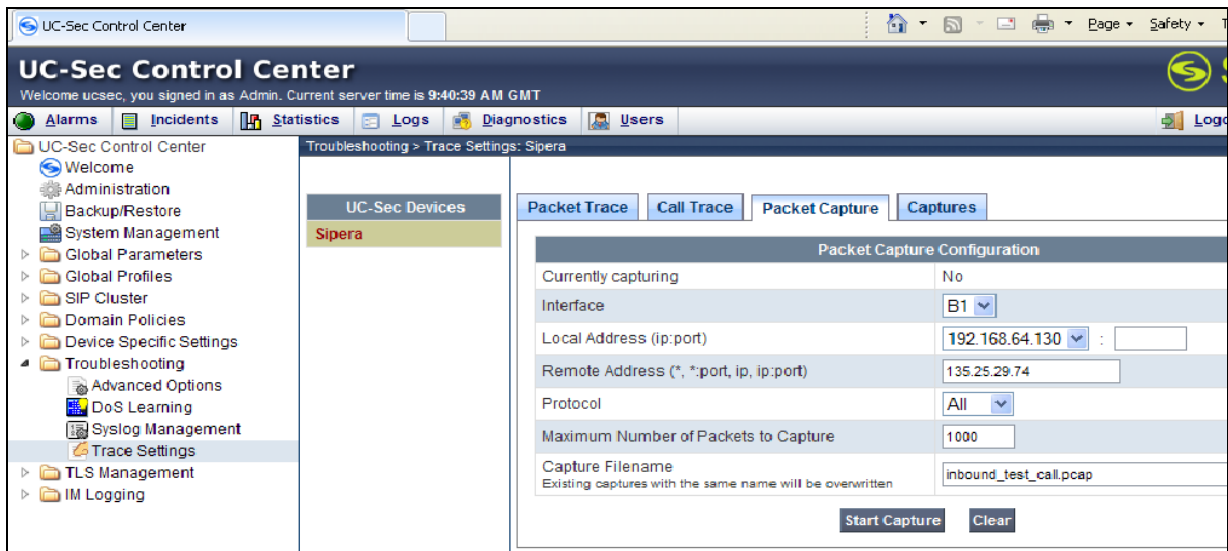 UC-Sec Control Center
Page
Safety
UC-Sec Control Center
Welcome ucsec, you signed in as Admin. Current server time is 9:40:39 AM GMT
Alarms Incidents Statistics Logs Diagnostics Users
UC-Sec Control Center
Welcome
Administration
Backup/Restore
System Management
Global Parameters
Global Profiles
SIP Cluster
Domain Policies
Device Specific Settings
Troubleshooting
Advanced Options
DoS Learning
Syslog Management
Trace Settings
TLS Management
IM Logging
Troubleshooting > Trace Settings: Sipera
UC-Sec Devices
Sipera
Packet Trace Call Trace Packet Capture Captures
Packet Capture Configuration
Currently capturing No
Interface B1
Local Address (ip:port) 192.168.64.130 :
Remote Address (*, *:port, ip, ip:port) 135.25.29.74
Protocol All
Maximum Number of Packets to Capture 1000
Capture Filename inbound_test_call.pcap
Existing captures with the same name will be overwritten
Start Capture Clear